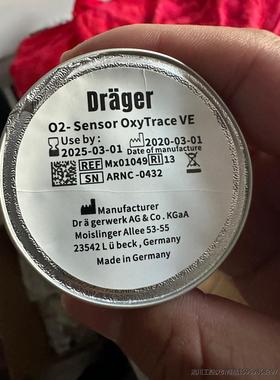 Dräger
O2- Sensor OxyTrace VE
Use by: 2020-03-01
2025-03-01 Date of manufacture
REF Mx01049 RI 13
SN ARNC -0432
Manufacturer
Dr ä gerwerk AG & Co. KGaA
Moislinger Allee 53-55
23542 L ü beck, Germany
Made in Germany